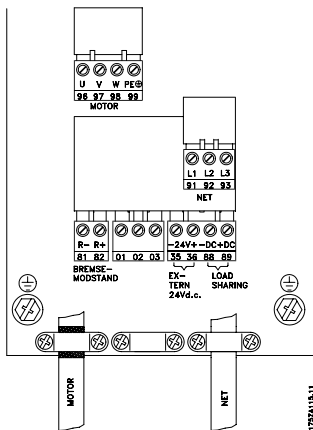 U V W PE
96 97 98 99
MOTOR
L1 L2 L3
91 92 93
NET
R- R+
81 82
01 02 03
-24V+ -DC+DC
35 36 88 89
BREMSE-
MODSTAND
EX-
TERN
24Vd.c.
LOAD
SHARING
MOTOR
NET
175ZA115.11